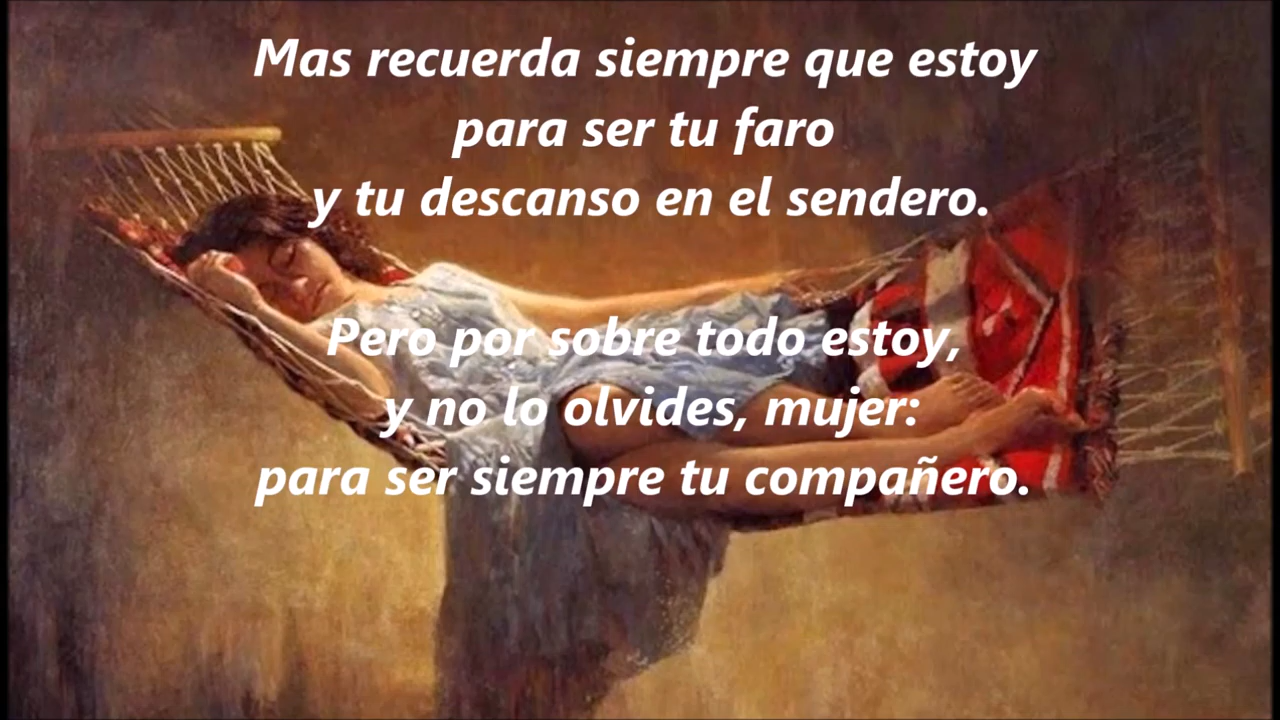 Mas recuerda siempre que estoy
para ser tu faro
y tu descanso en el sendero.
Pero por sobre todo estoy,
y no lo olvides, mujer:
para ser siempre tu compañero.